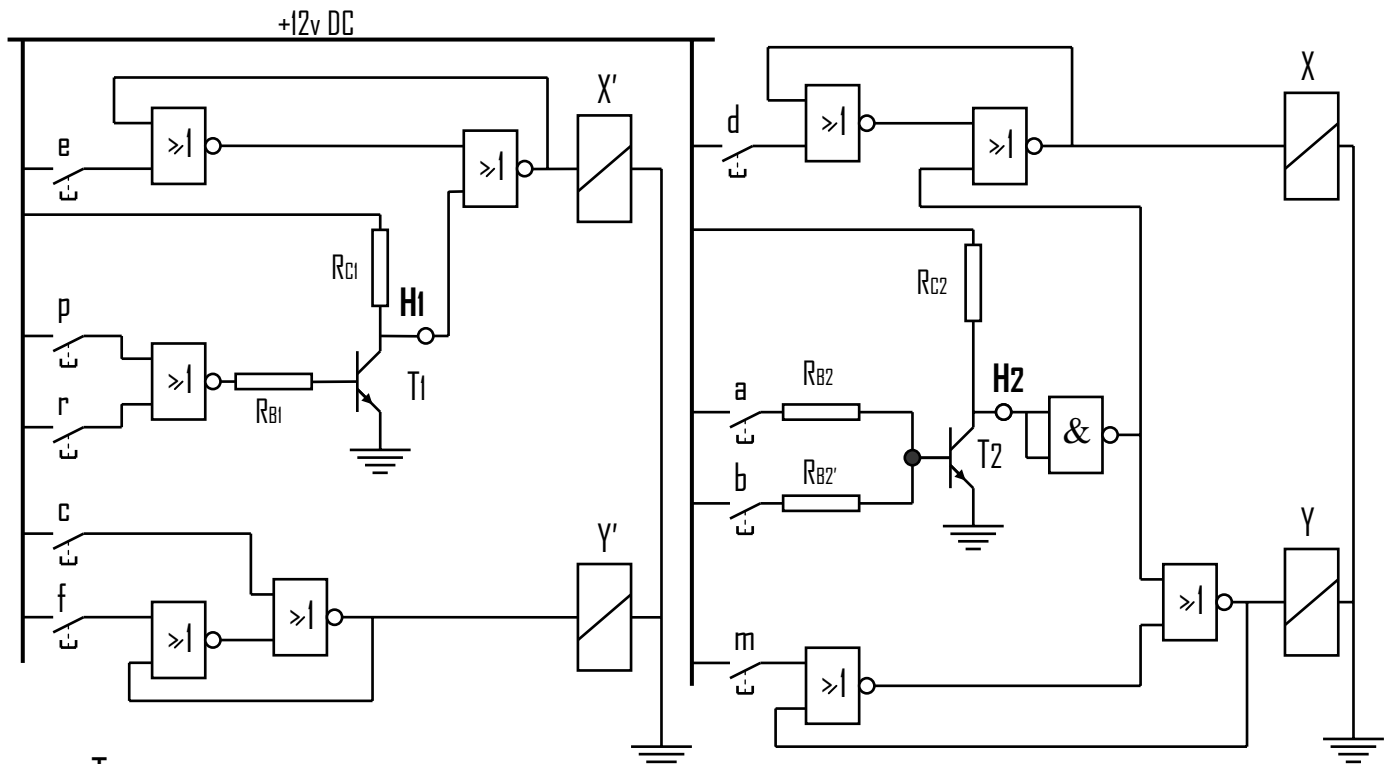 +12v DC
X'
X
e
≥1
≥1
d
≥1
≥1
RC1
H1
RC2
p
≥1
RB1
T1
r
a
RB2
H2
&
T2
b
RB2'
c
Y'
Y
f
≥1
≥1
≥1
m
≥1